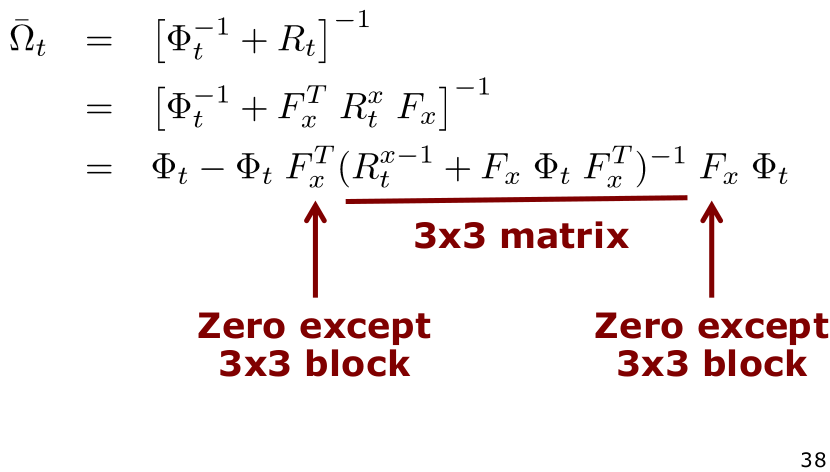 $\bar{\Omega}_t = \left[\Phi_t^{-1} + R_t\right]^{-1}$
$= \left[\Phi_t^{-1} + F_x^T \, R_t^x \, F_x\right]^{-1}$
$= \Phi_t - \Phi_t \, F_x^T (R_t^{x-1} + F_x \, \Phi_t \, F_x^T)^{-1} \, F_x \, \Phi_t$
3x3 matrix
Zero except
3x3 block
Zero except
3x3 block
38